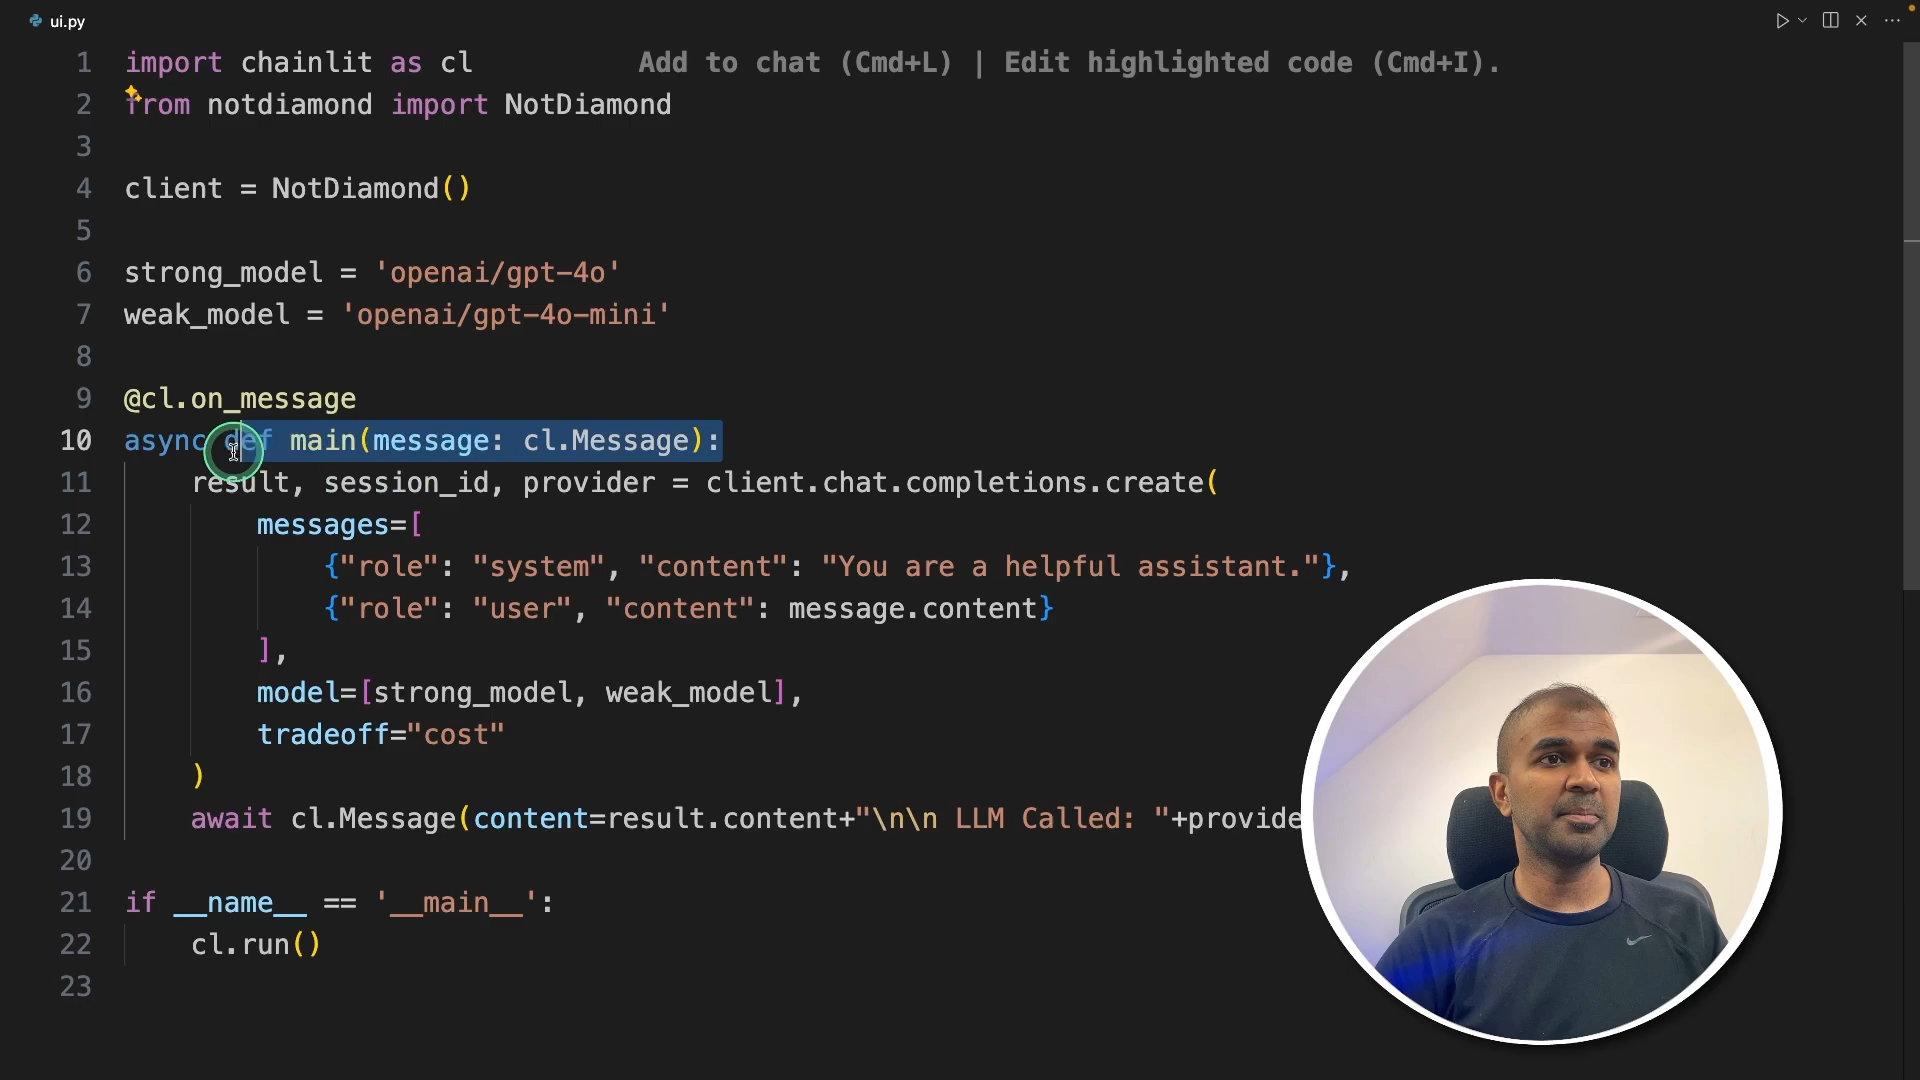 ui.py
1 import chainlit as cl Add to chat (Cmd+L) | Edit highlighted code (Cmd+I).
2 from notdiamond import NotDiamond
3
4 client = NotDiamond()
5
6 strong_model = 'openai/gpt-4o'
7 weak_model = 'openai/gpt-4o-mini'
8
9 @cl.on_message
10 async def main(message: cl.Message):
11 result, session_id, provider = client.chat.completions.create(
12 messages=[
13 {"role": "system", "content": "You are a helpful assistant."},
14 {"role": "user", "content": message.content}
15 ],
16 model=[strong_model, weak_model],
17 tradeoff="cost"
18 )
19 await cl.Message(content=result.content+"\n\n LLM Called: "+provide
20
21 if __name__ == '__main__':
22 cl.run()
23